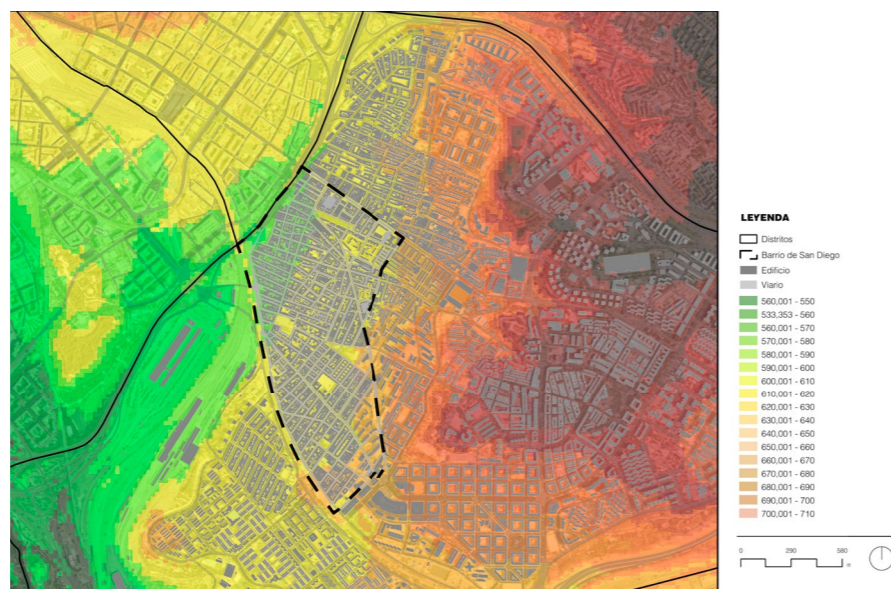 LEYENDA
Distritos
Barrio de San Diego
Edificio
Viario
560,001 - 550
533,353 - 560
560,001 - 570
570,001 - 580
580,001 - 590
590,001 - 600
600,001 - 610
610,001 - 620
620,001 - 630
630,001 - 640
640,001 - 650
650,001 - 660
660,001 - 670
670,001 - 680
680,001 - 690
690,001 - 700
700,001 - 710
0 290 580
m